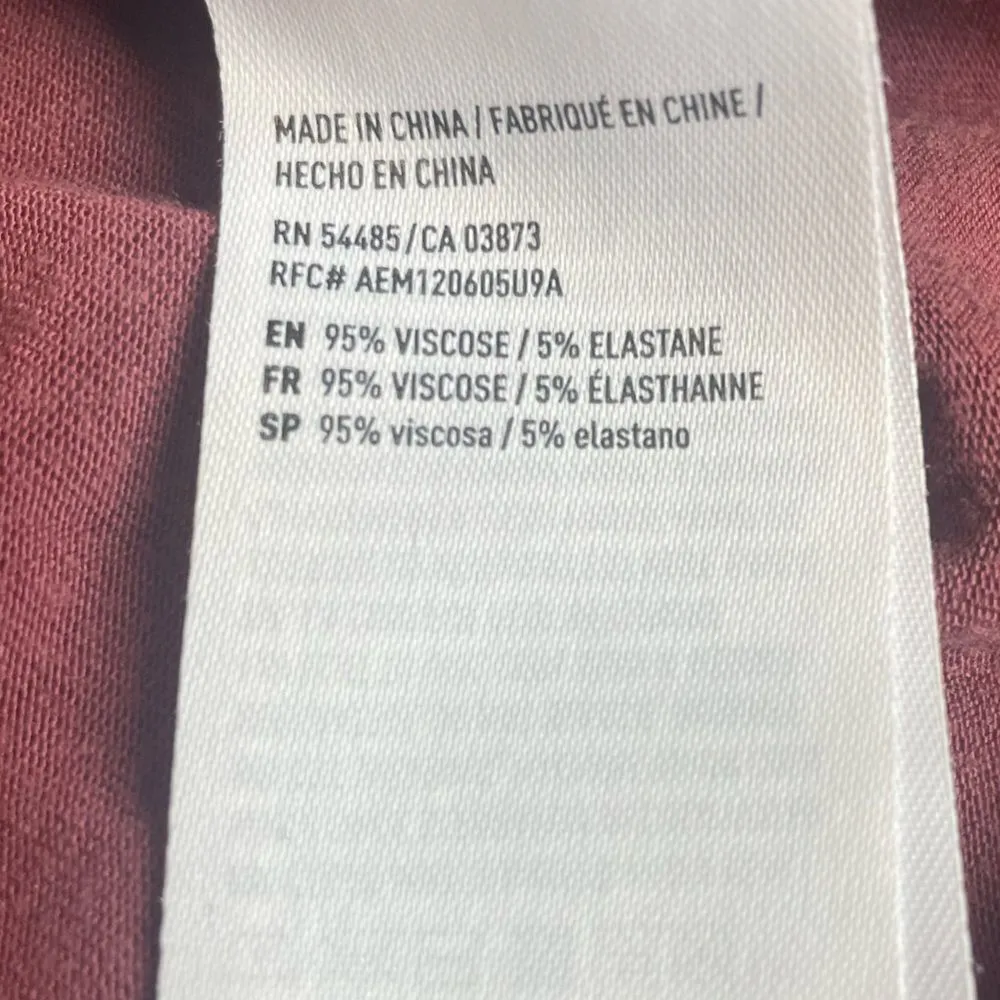 MADE IN CHINA / FABRIQUÉ EN CHINE /
HECHO EN CHINA
RN 54485/CA 03873
RFC# AEM120605U9A
EN 95% VISCOSE / 5% ELASTANE
FR 95% VISCOSE / 5% ÉLASTHANNE
SP 95% viscosa / 5% elastano